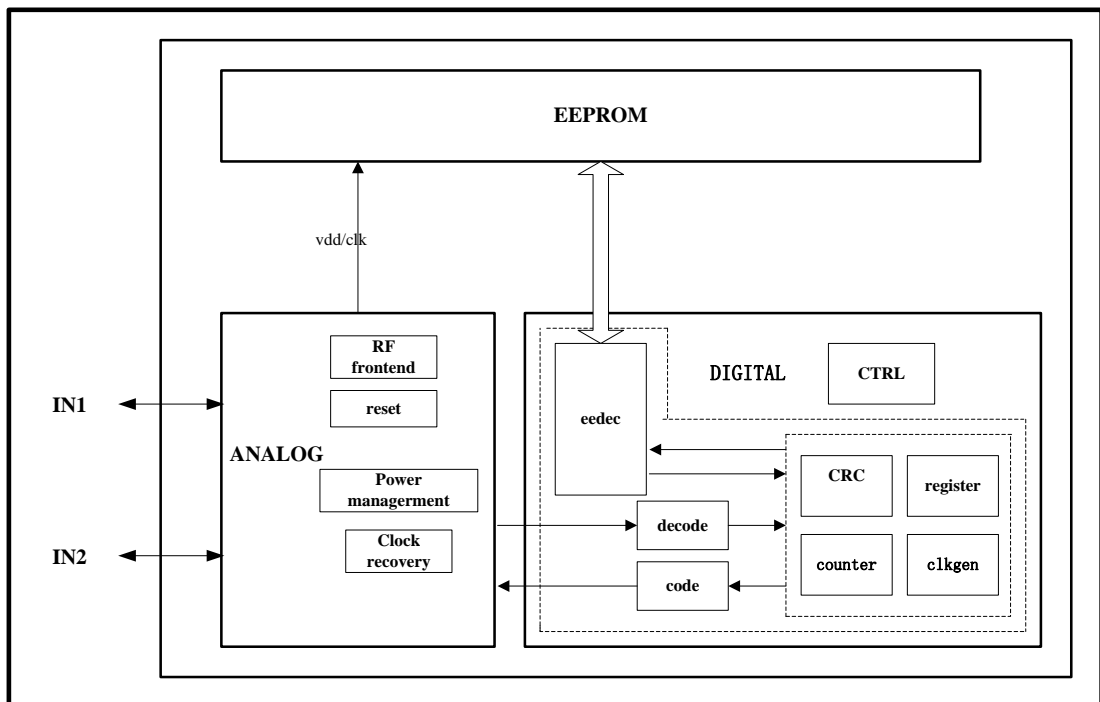 EEPROM
vdd/clk
RF
frontend
reset
ANALOG
Power
managerment
Clock
recovery
IN1
IN2
DIGITAL
CTRL
eedec
CRC
register
decode
counter
clkgen
code